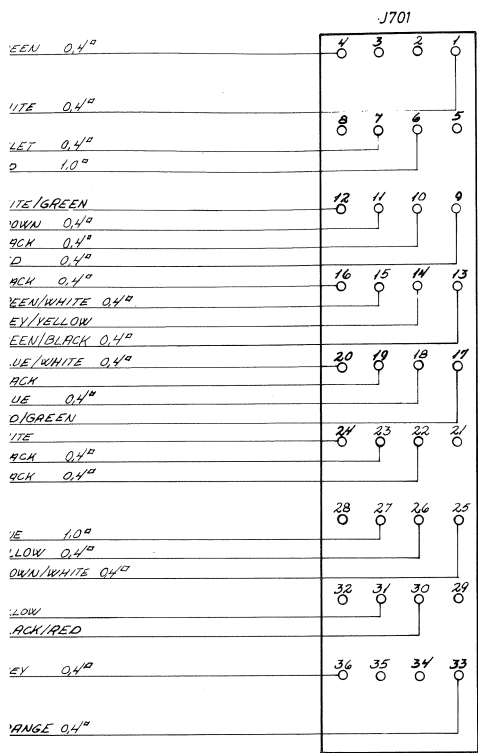 J701
EEN 0,4¤ 4 3 2 1
ITE 0,4¤
8 7 6 5
LET 0,4¤
D 1,0¤
ITE/GREEN 12 11 10 9
OWN 0,4¤
ACK 0,4¤
ED 0,4¤
ACK 0,4¤ 16 15 14 13
EEN/WHITE 0,4¤
EY/YELLOW
EEN/BLACK 0,4¤
UE/WHITE 0,4¤ 20 19 18 17
ACK
UE 0,4¤
D/GREEN
ITE 24 23 22 21
ACK 0,4¤
ACK 0,4¤
28 27 26 25
UE 1,0¤
LLOW 0,4¤
OWN/WHITE 0,4¤
32 31 30 29
LOW
ACK/RED
EY 0,4¤ 36 35 34 33
ANGE 0,4¤